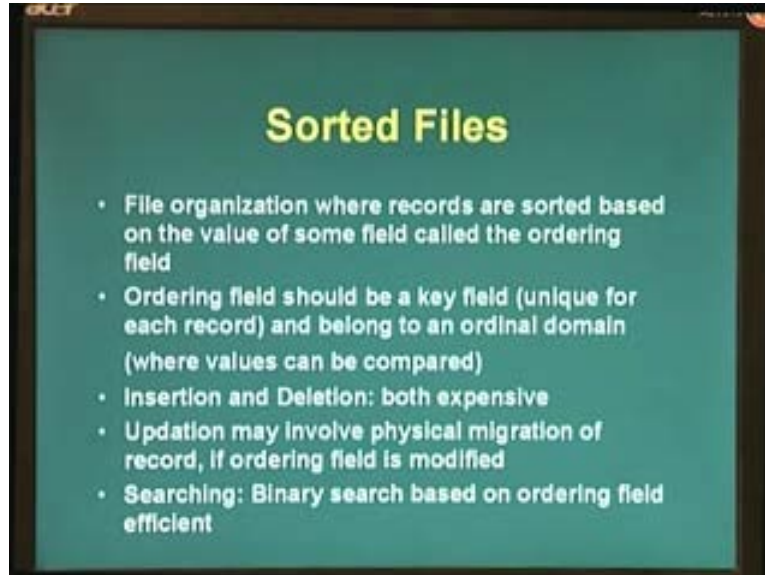 acer
Sorted Files
• File organization where records are sorted based
on the value of some field called the ordering
field
• Ordering field should be a key field (unique for
each record) and belong to an ordinal domain
(where values can be compared)
• Insertion and Deletion: both expensive
• Updation may involve physical migration of
record, if ordering field is modified
• Searching: Binary search based on ordering field
efficient